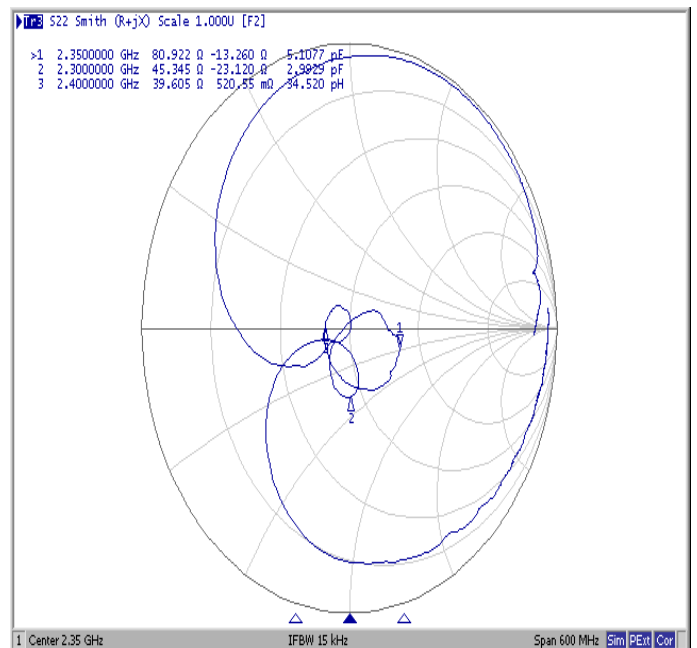 Tr3 S22 Smith (R+jX) Scale 1.000U [F2]
>1 2.3500000 GHz 80.922 Ω -13.260 Ω 5.1077 pF
2 2.3000000 GHz 45.345 Ω -23.120 Ω 2.9929 pF
3 2.4000000 GHz 39.605 Ω 520.55 mΩ 34.520 pH
1
2
1 Center 2.35 GHz IFBW 15 kHz Span 600 MHz Sim PExt Cor